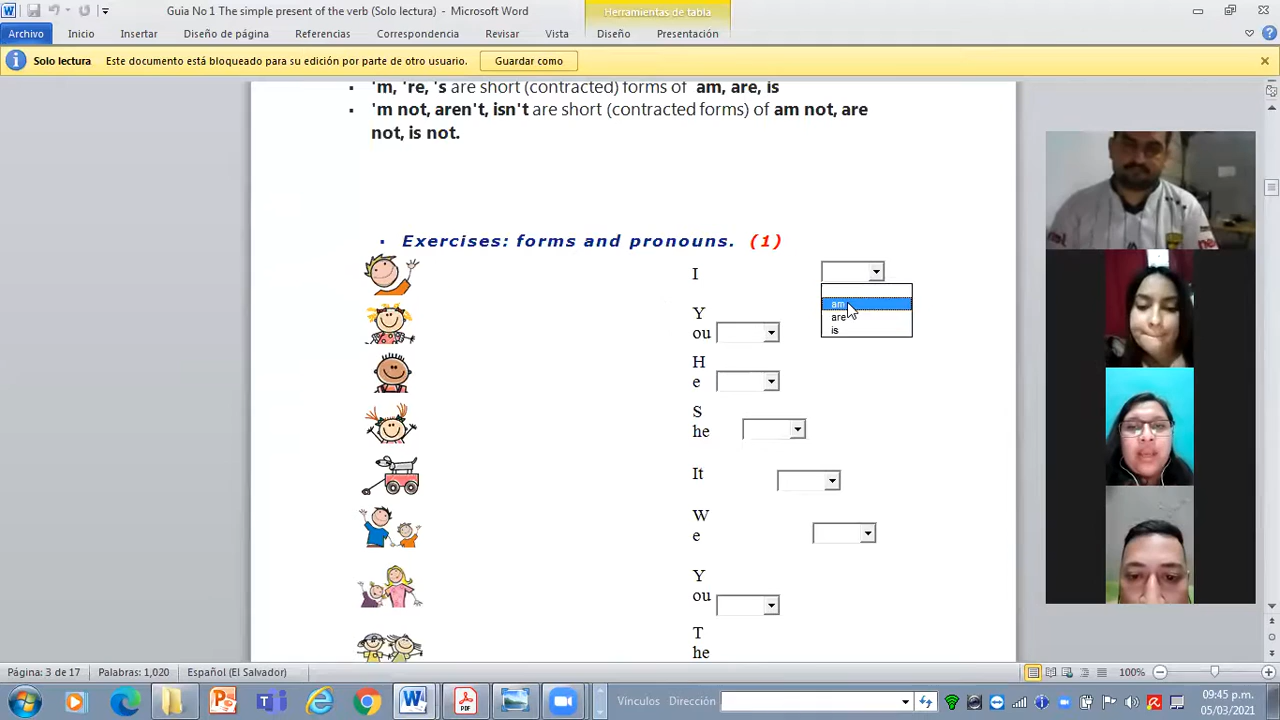 Guia No 1 The simple present of the verb (Solo lectura) - Microsoft Word
Herramientas de tabla
Archivo Inicio Insertar Diseño de página Referencias Correspondencia Revisar Vista Diseño Presentación
Solo lectura Este documento está bloqueado para su edición por parte de otro usuario. Guardar como
▪ 'm, 're, 's are short (contracted) forms of am, are, is
▪ 'm not, aren't, isn't are short (contracted forms) of am not, are
not, is not.
▪ Exercises: forms and pronouns. (1)
I
am
are
is
Y
ou
H
e
S
he
It
W
e
Y
ou
T
he
Página: 3 de 17 Palabras: 1,020 Español (El Salvador) 100%
Vínculos Dirección
09:45 p.m.
05/03/2021